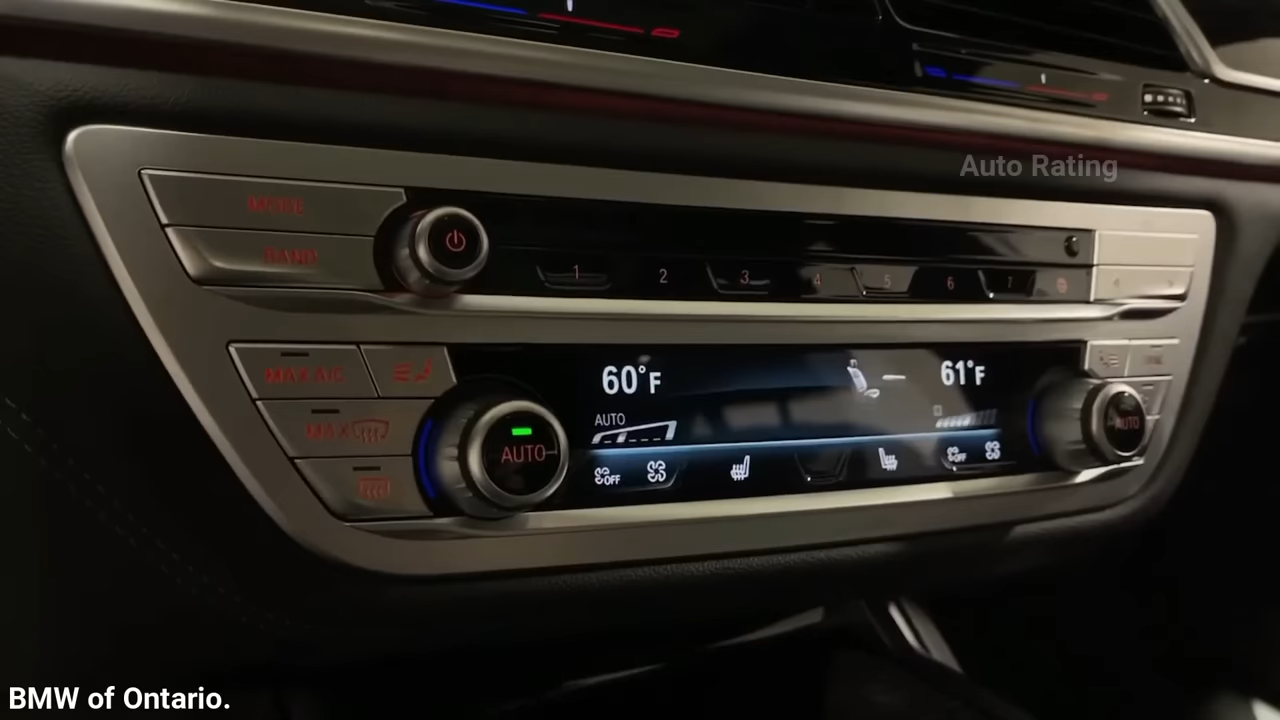 Auto Rating
MODE
BAND
1 2 3 4 5 6 7
MAX A/C
60°F
61°F
MAX
AUTO
AUTO
AUTO
OFF
OFF
BMW of Ontario.